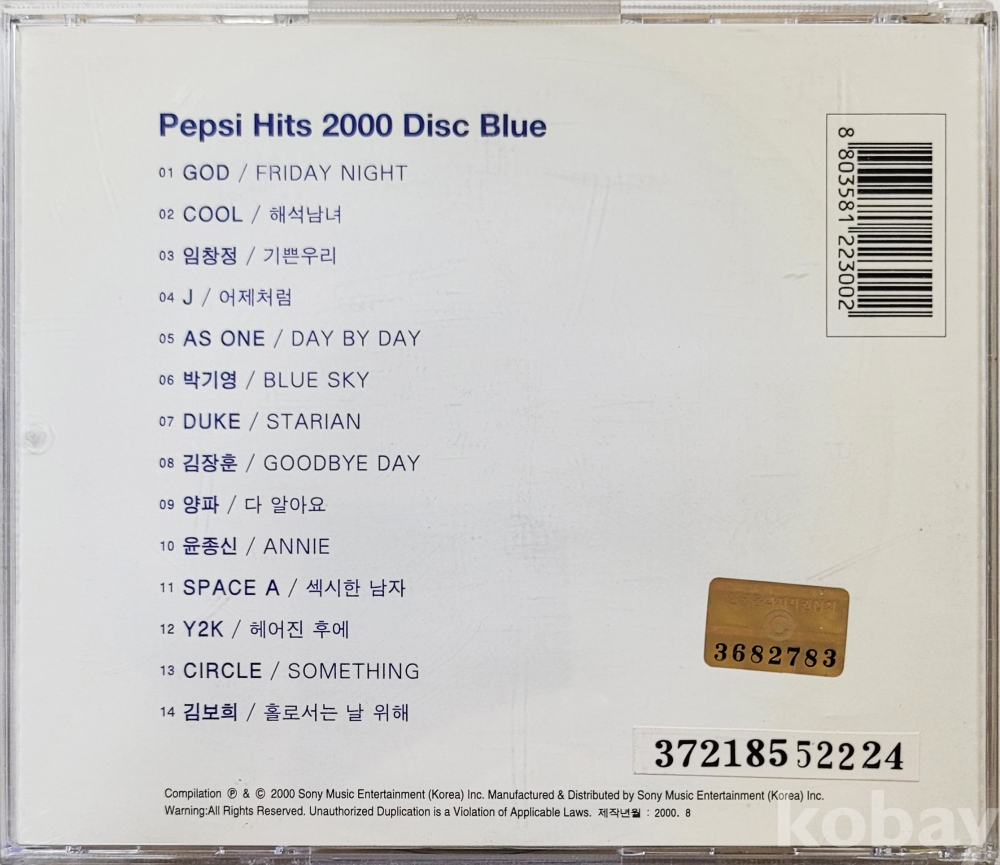 Pepsi Hits 2000 Disc Blue
01 GOD / FRIDAY NIGHT
02 COOL / 해석남녀
03 임창정 / 기쁜우리
04 J / 어제처럼
05 AS ONE / DAY BY DAY
06 박기영 / BLUE SKY
07 DUKE / STARIAN
08 김장훈 / GOODBYE DAY
09 양파 / 다 알아요
10 윤종신 / ANNIE
11 SPACE A / 섹시한 남자
12 Y2K / 헤어진 후에
13 CIRCLE / SOMETHING
14 김보희 / 홀로서는 날 위해
8 803581 223002
3682783
37218552224
Compilation ℗ & © 2000 Sony Music Entertainment (Korea) Inc. Manufactured & Distributed by Sony Music Entertainment (Korea) Inc.
Warning:All Rights Reserved. Unauthorized Duplication is a Violation of Applicable Laws. 제작년월 : 2000. 8
kobay